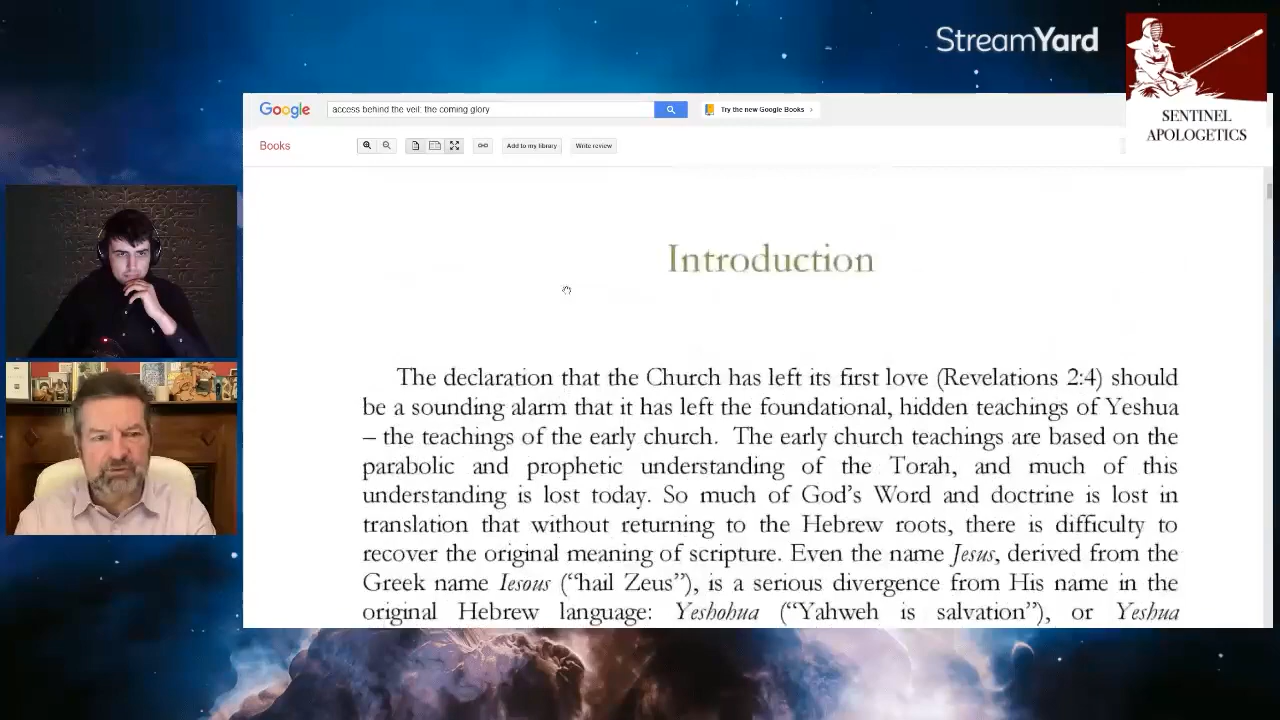 StreamYard
SENTINEL
APOLOGETICS
Google
access behind the veil: the coming glory
Try the new Google Books
Books
Add to my library
Write review
Introduction
The declaration that the Church has left its first love (Revelations 2:4) should
be a sounding alarm that it has left the foundational, hidden teachings of Yeshua
– the teachings of the early church. The early church teachings are based on the
parabolic and prophetic understanding of the Torah, and much of this
understanding is lost today. So much of God's Word and doctrine is lost in
translation that without returning to the Hebrew roots, there is difficulty to
recover the original meaning of scripture. Even the name Jesus, derived from the
Greek name Iesous (“hail Zeus”), is a serious divergence from His name in the
original Hebrew language: Yeshohua (“Yahweh is salvation”), or Yeshua